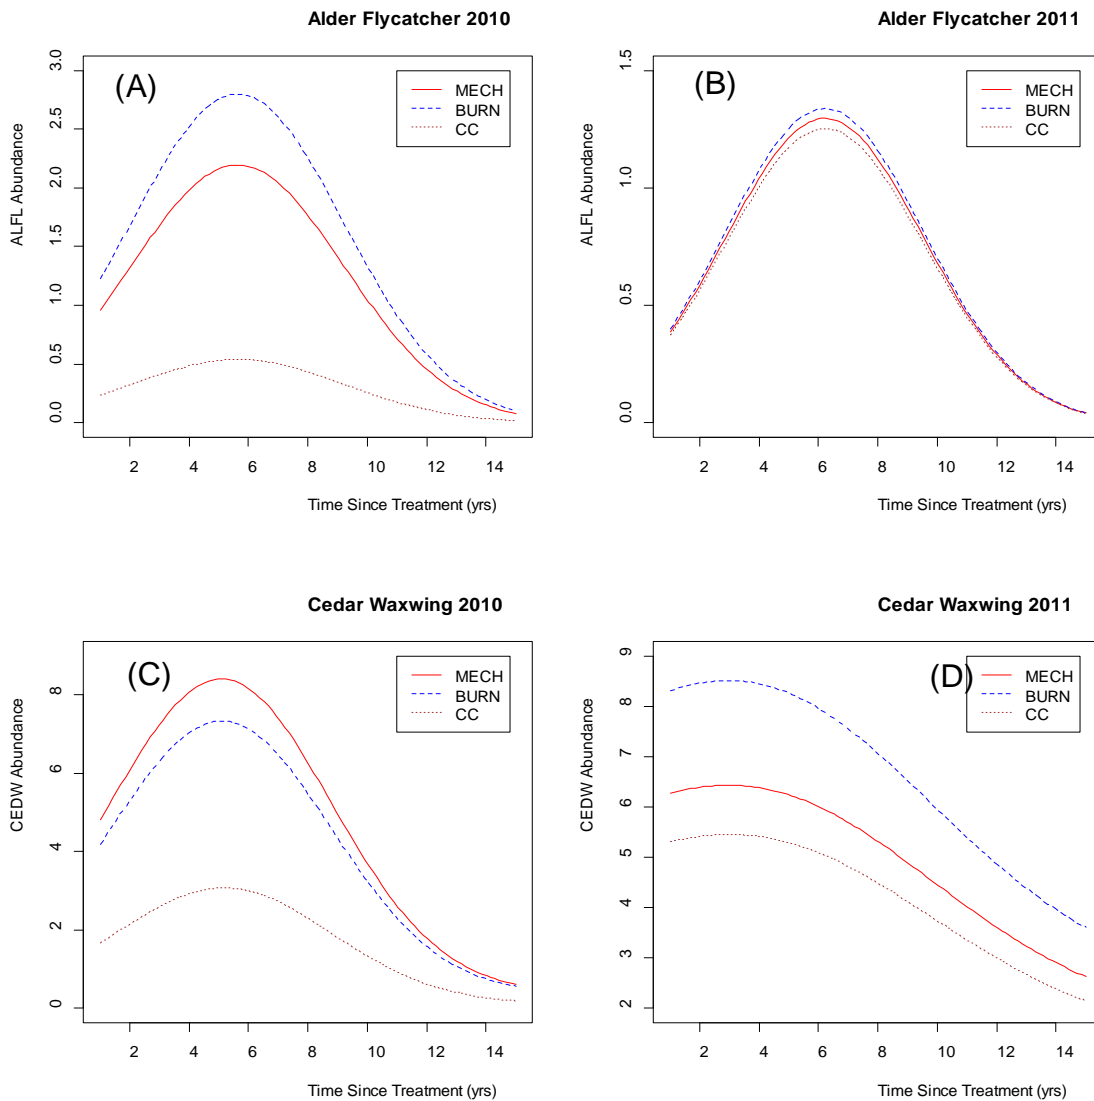 Alder Flycatcher 2010
(A)
MECH
BURN
CC
ALFL Abundance
0.0 0.5 1.0 1.5 2.0 2.5 3.0
2 4 6 8 10 12 14
Time Since Treatment (yrs)
Alder Flycatcher 2011
(B)
MECH
BURN
CC
ALFL Abundance
0.0 0.5 1.0 1.5
2 4 6 8 10 12 14
Time Since Treatment (yrs)
Cedar Waxwing 2010
(C)
MECH
BURN
CC
CEDW Abundance
0 2 4 6 8
2 4 6 8 10 12 14
Time Since Treatment (yrs)
Cedar Waxwing 2011
(D)
MECH
BURN
CC
CEDW Abundance
2 3 4 5 6 7 8 9
2 4 6 8 10 12 14
Time Since Treatment (yrs)